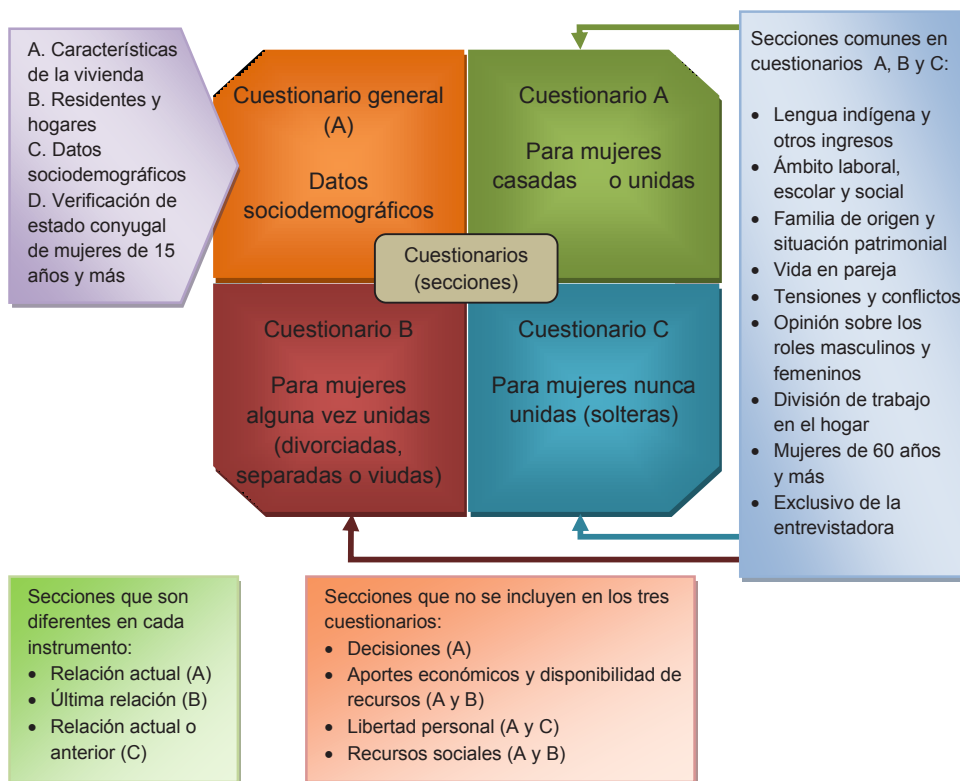 A. Características
de la vivienda
B. Residentes y
hogares
C. Datos
sociodemográficos
D. Verificación de
estado conyugal
de mujeres de 15
años y más
Cuestionario general
(A)
Datos
sociodemográficos
Cuestionario A
Para mujeres
casadas o unidas
Cuestionarios
(secciones)
Cuestionario B
Para mujeres
alguna vez unidas
(divorciadas,
separadas o viudas)
Cuestionario C
Para mujeres nunca
unidas (solteras)
Secciones comunes en
cuestionarios A, B y C:
• Lengua indígena y
otros ingresos
• Ámbito laboral,
escolar y social
• Familia de origen y
situación patrimonial
• Vida en pareja
• Tensiones y conflictos
• Opinión sobre los
roles masculinos y
femeninos
• División de trabajo
en el hogar
• Mujeres de 60 años
y más
• Exclusivo de la
entrevistadora
Secciones que son
diferentes en cada
instrumento:
• Relación actual (A)
• Última relación (B)
• Relación actual o
anterior (C)
Secciones que no se incluyen en los tres
cuestionarios:
• Decisiones (A)
• Aportes económicos y disponibilidad de
recursos (A y B)
• Libertad personal (A y C)
• Recursos sociales (A y B)